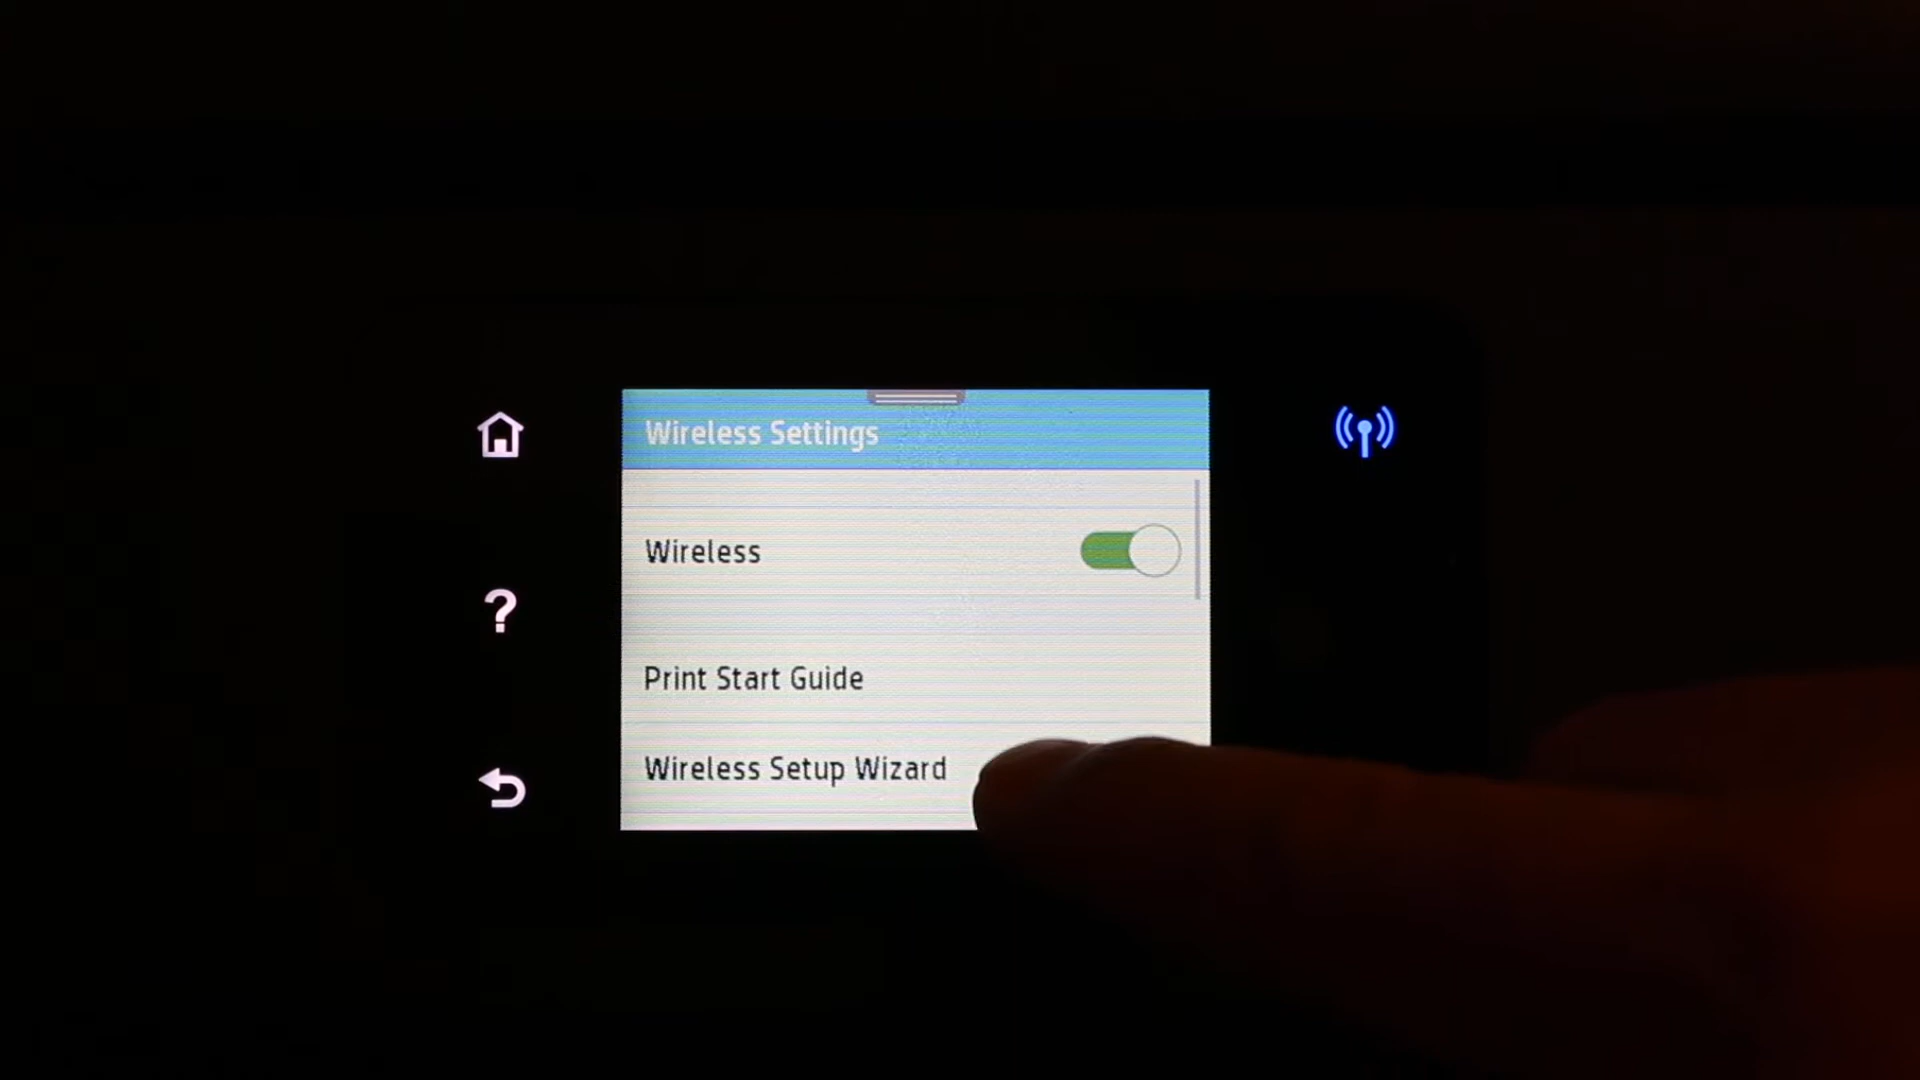 Wireless Settings
Wireless
?
Print Start Guide
Wireless Setup Wizard